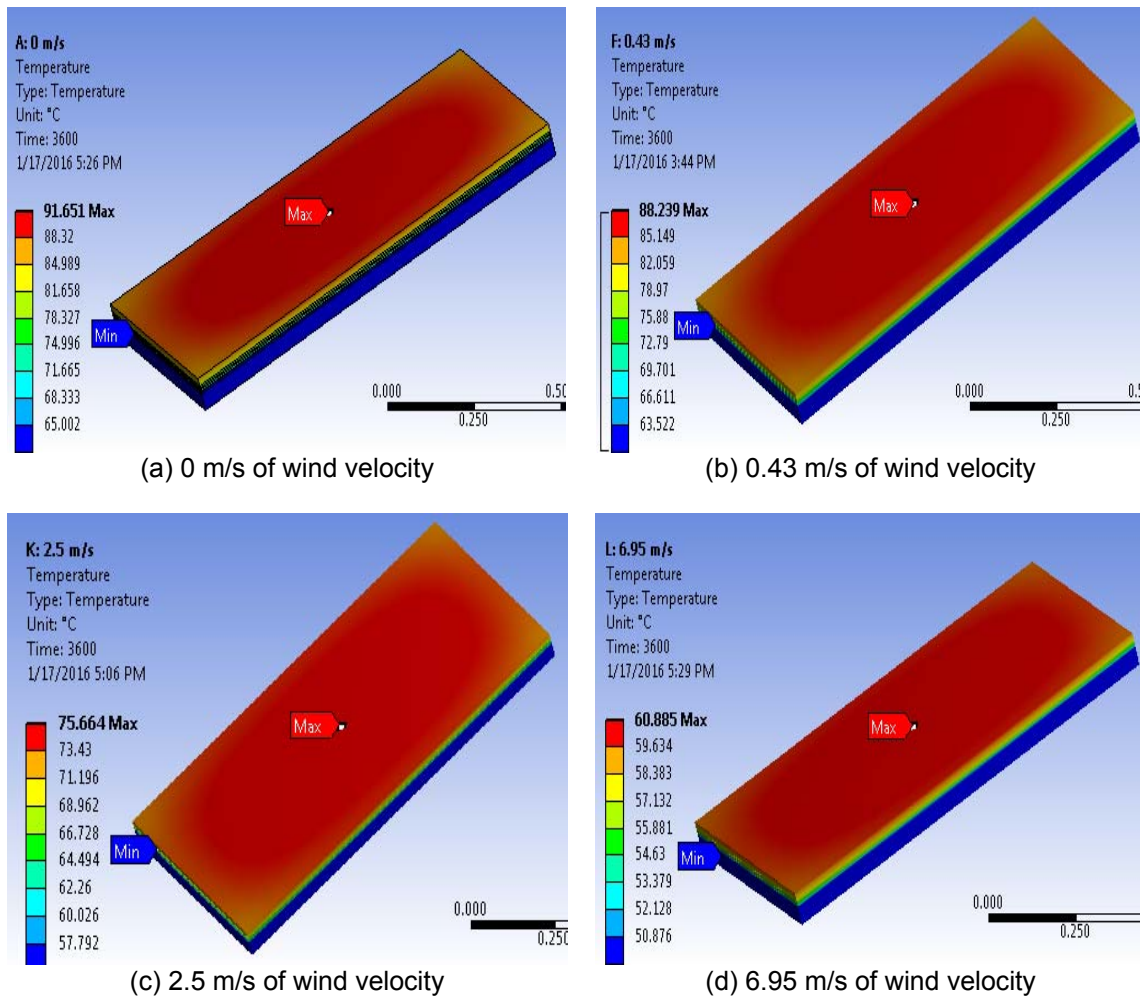 A: 0 m/s
Temperature
Type: Temperature
Unit: °C
Time: 3600
1/17/2016 5:26 PM
91.651 Max
88.32
84.989
81.658
78.327
74.996
71.665
68.333
65.002
Max
Min
0.000
0.50
0.250
(a) 0 m/s of wind velocity
F: 0.43 m/s
Temperature
Type: Temperature
Unit: °C
Time: 3600
1/17/2016 3:44 PM
88.239 Max
85.149
82.059
78.97
75.88
72.79
69.701
66.611
63.522
Max
Min
0.000
0.250
(b) 0.43 m/s of wind velocity
K: 2.5 m/s
Temperature
Type: Temperature
Unit: °C
Time: 3600
1/17/2016 5:06 PM
75.664 Max
73.43
71.196
68.962
66.728
64.494
62.26
60.026
57.792
Max
Min
0.000
0.250
(c) 2.5 m/s of wind velocity
L: 6.95 m/s
Temperature
Type: Temperature
Unit: °C
Time: 3600
1/17/2016 5:29 PM
60.885 Max
59.634
58.383
57.132
55.881
54.63
53.379
52.128
50.876
Max
Min
0.000
0.250
(d) 6.95 m/s of wind velocity